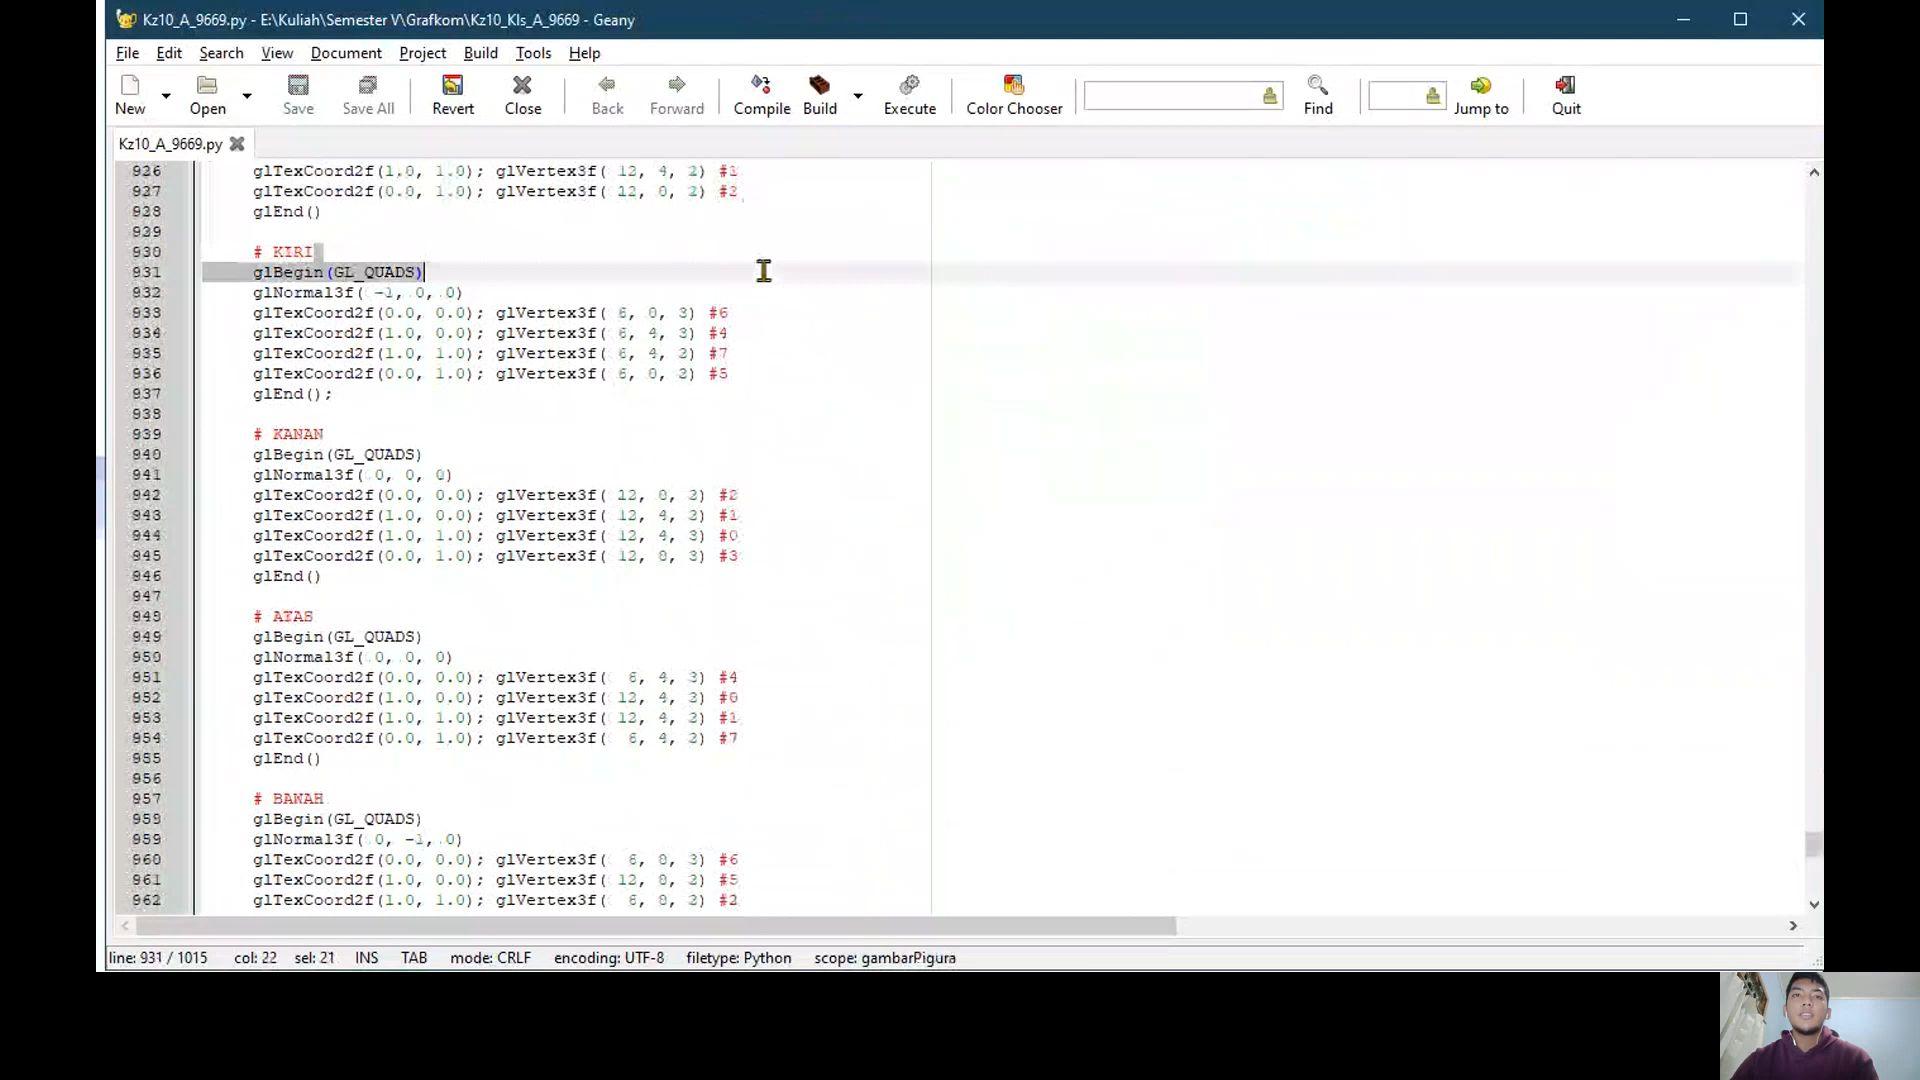 Kz10_A_9669.py - E:\Kuliah\Semester V\Grafkom\Kz10_Kls_A_9669 - Geany
File Edit Search View Document Project Build Tools Help
New Open Save Save All Revert Close Back Forward Compile Build Execute Color Chooser Find Jump to Quit
Kz10_A_9669.py
926 glTexCoord2f(1.0, 1.0); glVertex3f( 12, 4, 2) #1
927 glTexCoord2f(0.0, 1.0); glVertex3f( 12, 0, 2) #2
928 glEnd()
929
930 # KIRI
931 glBegin(GL_QUADS)
932 glNormal3f( -1, 0, 0)
933 glTexCoord2f(0.0, 0.0); glVertex3f( 6, 0, 3) #6
934 glTexCoord2f(1.0, 0.0); glVertex3f( 6, 4, 3) #4
935 glTexCoord2f(1.0, 1.0); glVertex3f( 6, 4, 2) #7
936 glTexCoord2f(0.0, 1.0); glVertex3f( 6, 0, 2) #5
937 glEnd();
938
939 # KANAN
940 glBegin(GL_QUADS)
941 glNormal3f( 0, 0, 0)
942 glTexCoord2f(0.0, 0.0); glVertex3f( 12, 0, 2) #2
943 glTexCoord2f(1.0, 0.0); glVertex3f( 12, 4, 2) #1
944 glTexCoord2f(1.0, 1.0); glVertex3f( 12, 4, 3) #0
945 glTexCoord2f(0.0, 1.0); glVertex3f( 12, 0, 3) #3
946 glEnd()
947
948 # ATAS
949 glBegin(GL_QUADS)
950 glNormal3f( 0, 0, 0)
951 glTexCoord2f(0.0, 0.0); glVertex3f( 6, 4, 3) #4
952 glTexCoord2f(1.0, 0.0); glVertex3f( 12, 4, 2) #0
953 glTexCoord2f(1.0, 1.0); glVertex3f( 12, 4, 2) #1
954 glTexCoord2f(0.0, 1.0); glVertex3f( 6, 4, 2) #7
955 glEnd()
956
957 # BAWAH
958 glBegin(GL_QUADS)
959 glNormal3f( 0, -1, 0)
960 glTexCoord2f(0.0, 0.0); glVertex3f( 6, 0, 3) #6
961 glTexCoord2f(1.0, 0.0); glVertex3f( 12, 0, 2) #5
962 glTexCoord2f(1.0, 1.0); glVertex3f( 6, 0, 2) #2
line: 931 / 1015 col: 22 sel: 21 INS TAB mode: CRLF encoding: UTF-8 filetype: Python scope: gambarPigura